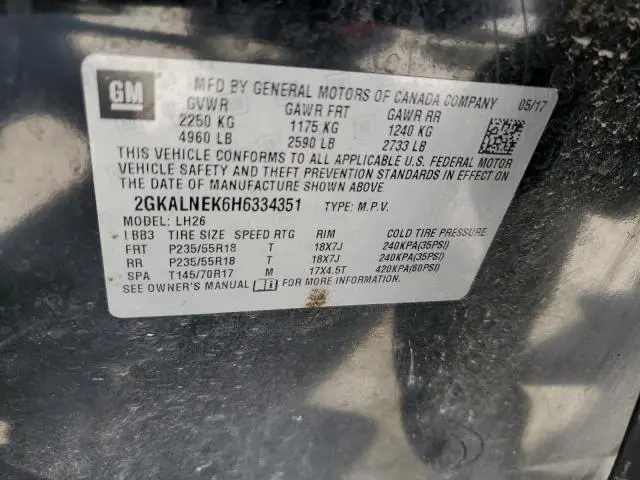 GM
MFD BY GENERAL MOTORS OF CANADA COMPANY 05/17
GVWR GAWR FRT GAWR RR
2250 KG 1175 KG 1240 KG
4960 LB 2590 LB 2733 LB
THIS VEHICLE CONFORMS TO ALL APPLICABLE U.S. FEDERAL MOTOR
VEHICLE SAFETY AND THEFT PREVENTION STANDARDS IN EFFECT ON
THE DATE OF MANUFACTURE SHOWN ABOVE.
2GKALNEK6H6334351 TYPE: M.P.V.
MODEL: LH26
1BB3 TIRE SIZE SPEED RTG RIM COLD TIRE PRESSURE
FRT P235/55R18 T 18X7J 240KPA(35PSI)
RR P235/55R18 T 18X7J 240KPA(35PSI)
SPA T145/70R17 M 17X4.5T 420KPA(60PSI)
SEE OWNER'S MANUAL FOR MORE INFORMATION.